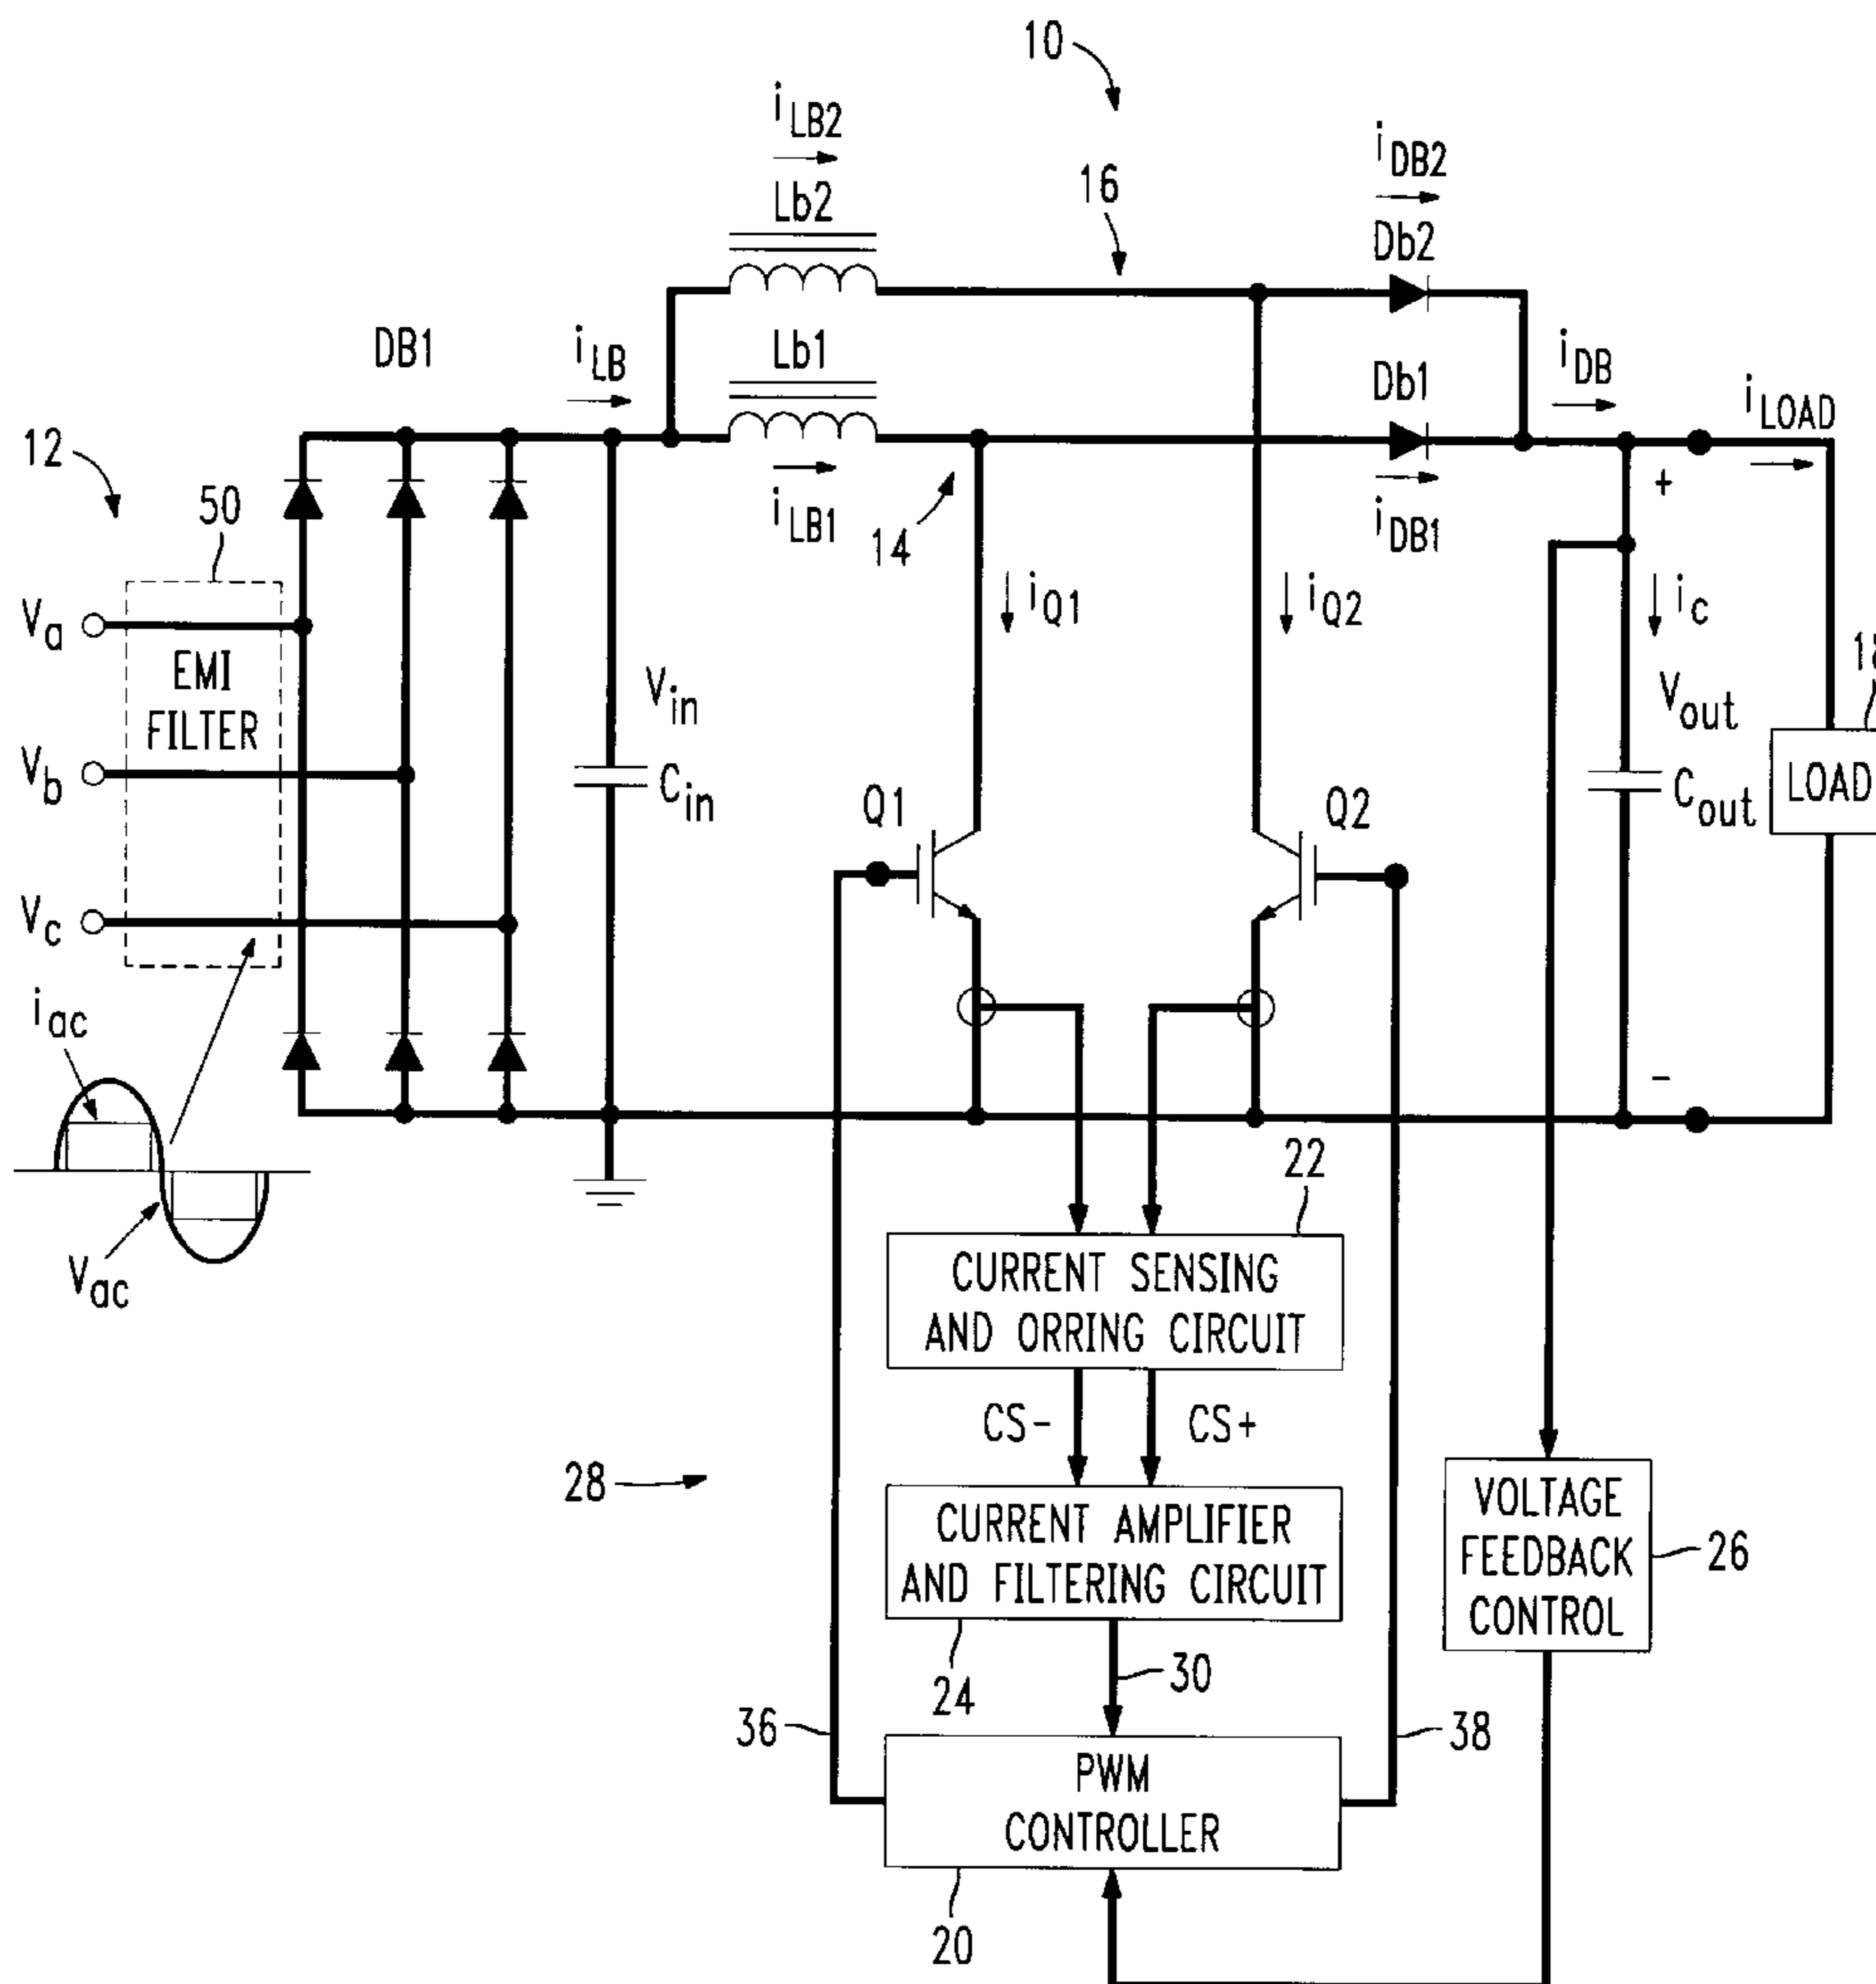 10
iLB2
Lb2
16
iDB2
Db2
DB1
iLB
Lb1
iLB1
14
Db1
iDB1
iDB
iLOAD
12
50
Va
EMI
FILTER
Vb
Vc
Vin
Cin
iQ1
iQ2
+
ic
Vout
Cout
LOAD
Q1
Q2
-
iac
Vac
22
CURRENT SENSING
AND ORRING CIRCUIT
CS-
CS+
28
CURRENT AMPLIFIER
AND FILTERING CIRCUIT
24
30
VOLTAGE
FEEDBACK
CONTROL
26
36
38
PWM
CONTROLLER
20